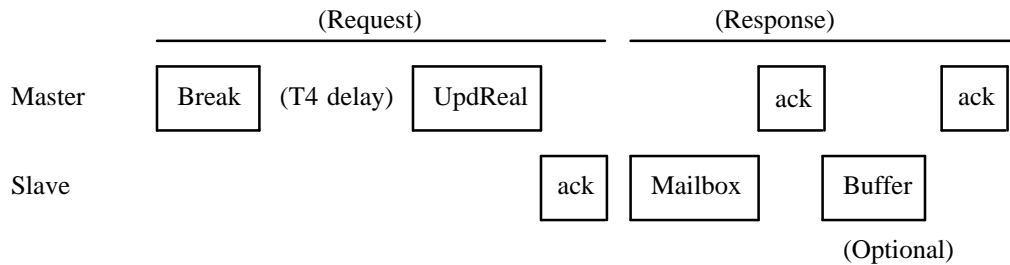 (Request) (Response)
Master Break (T4 delay) UpdReal ack ack
Slave ack Mailbox Buffer
(Optional)